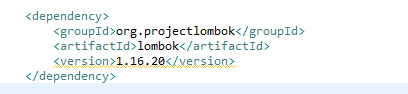 <dependency>
<groupId>org.projectlombok</groupId>
<artifactId>lombok</artifactId>
<version>1.16.20</version>
</dependency>